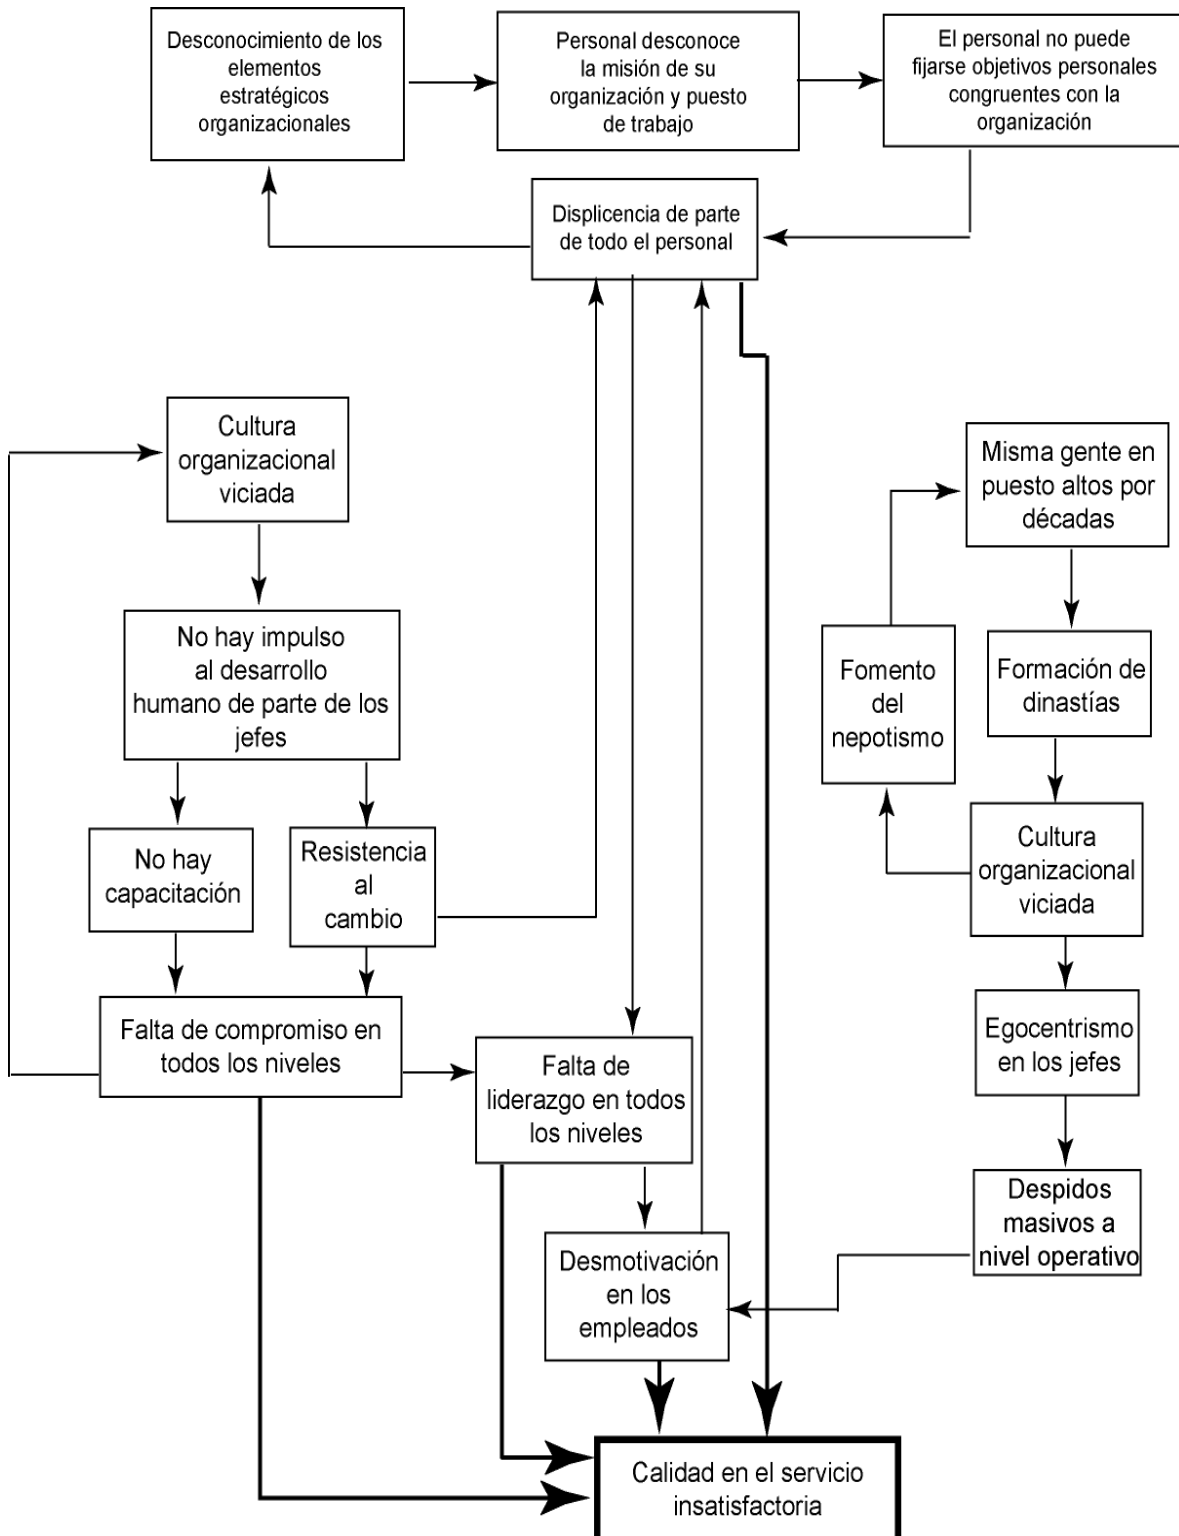 Desconocimiento de los
elementos
estratégicos
organizacionales
Personal desconoce
la misión de su
organización y puesto
de trabajo
El personal no puede
fijarse objetivos personales
congruentes con la
organización
Displicencia de parte
de todo el personal
Cultura
organizacional
viciada
No hay impulso
al desarrollo
humano de parte de los
jefes
No hay
capacitación
Resistencia
al
cambio
Falta de compromiso en
todos los niveles
Falta de
liderazgo en todos
los niveles
Desmotivación
en los
empleados
Misma gente en
puesto altos por
décadas
Formación de
dinastías
Fomento
del
nepotismo
Cultura
organizacional
viciada
Egocentrismo
en los jefes
Despidos
masivos a
nivel operativo
Calidad en el servicio
insatisfactoria